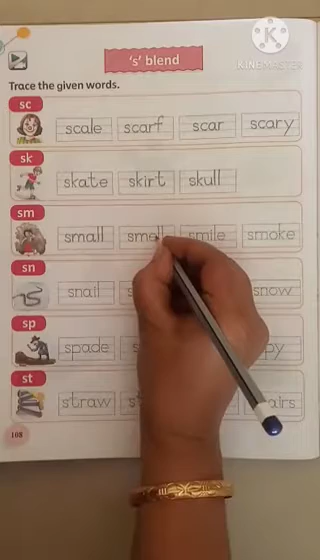 KINEMASTER
's' blend
Trace the given words.
sc
scale scarf scar scary
sk
skate skirt skull
sm
small smell smile smoke
sn
snail snow
sp
spade
st
straw
108